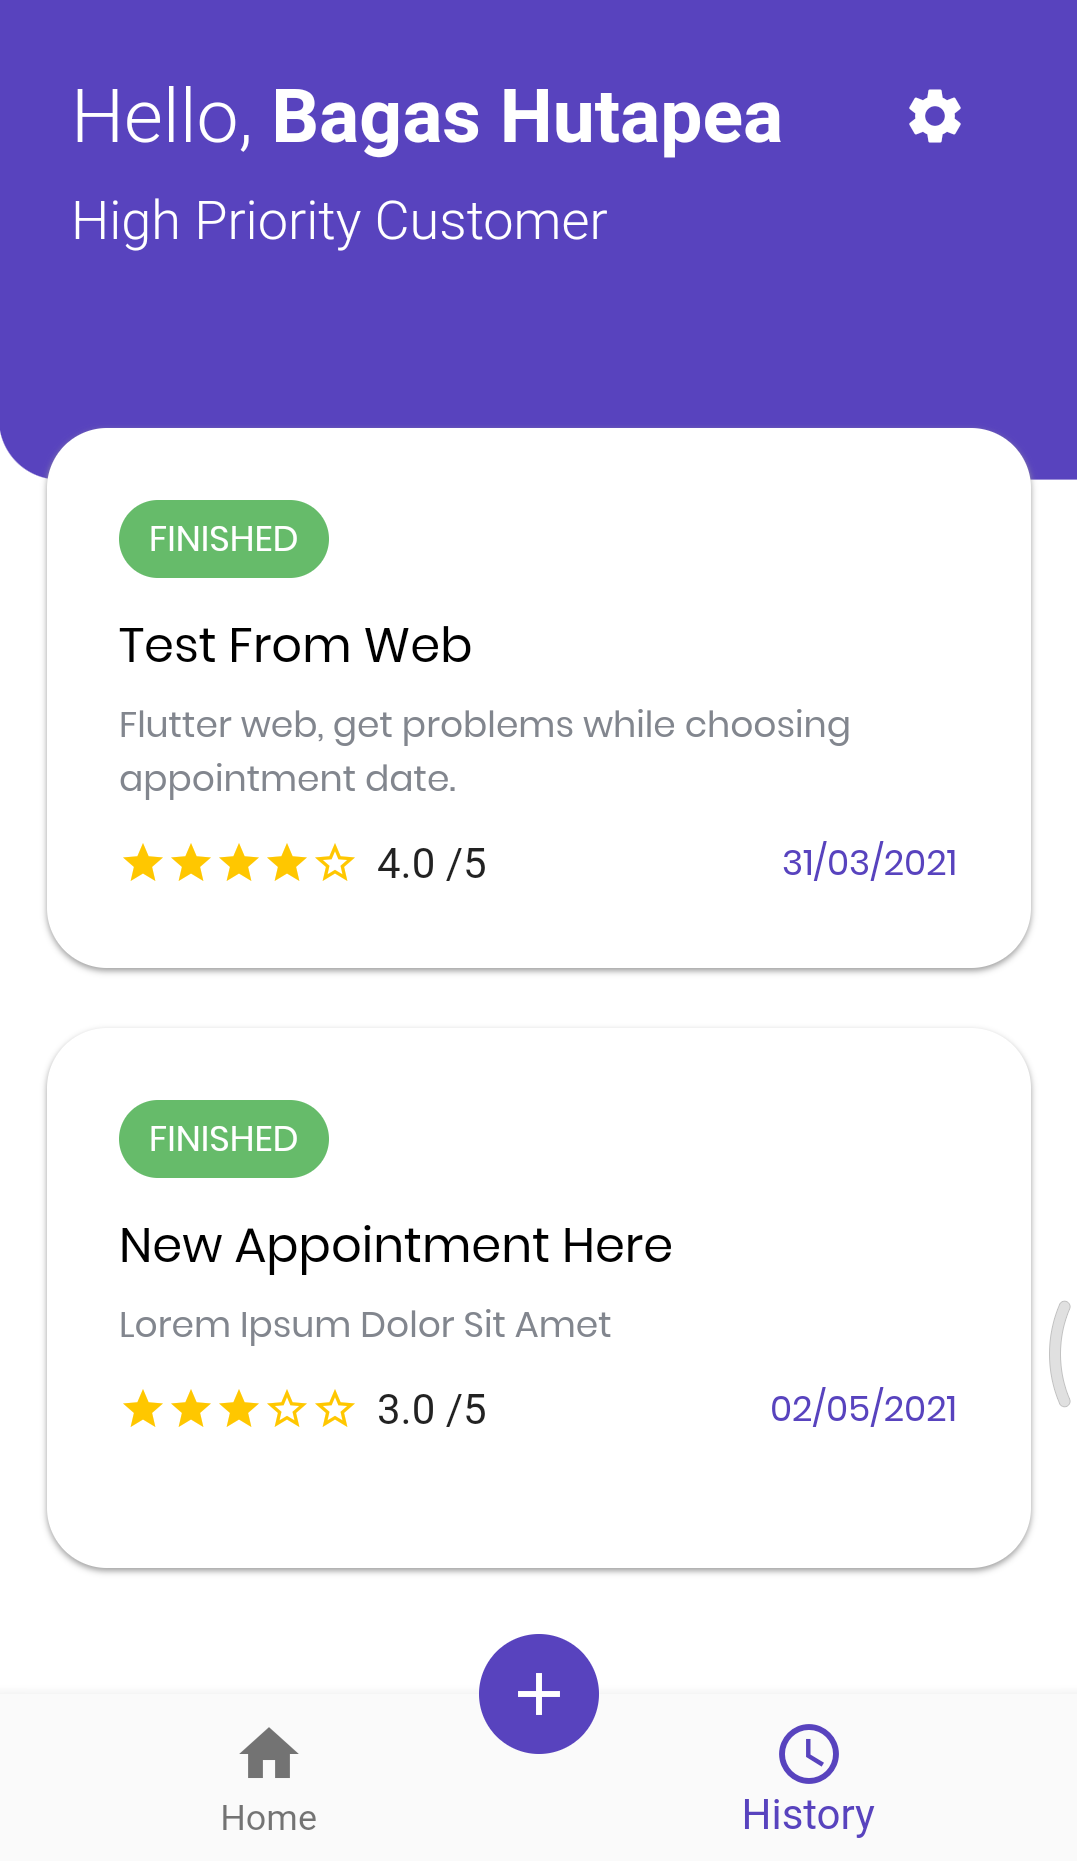 Hello, Bagas Hutapea
High Priority Customer
FINISHED
Test From Web
Flutter web, get problems while choosing
appointment date.
4.0 /5
31/03/2021
FINISHED
New Appointment Here
Lorem Ipsum Dolor Sit Amet
3.0 /5
02/05/2021
Home
History